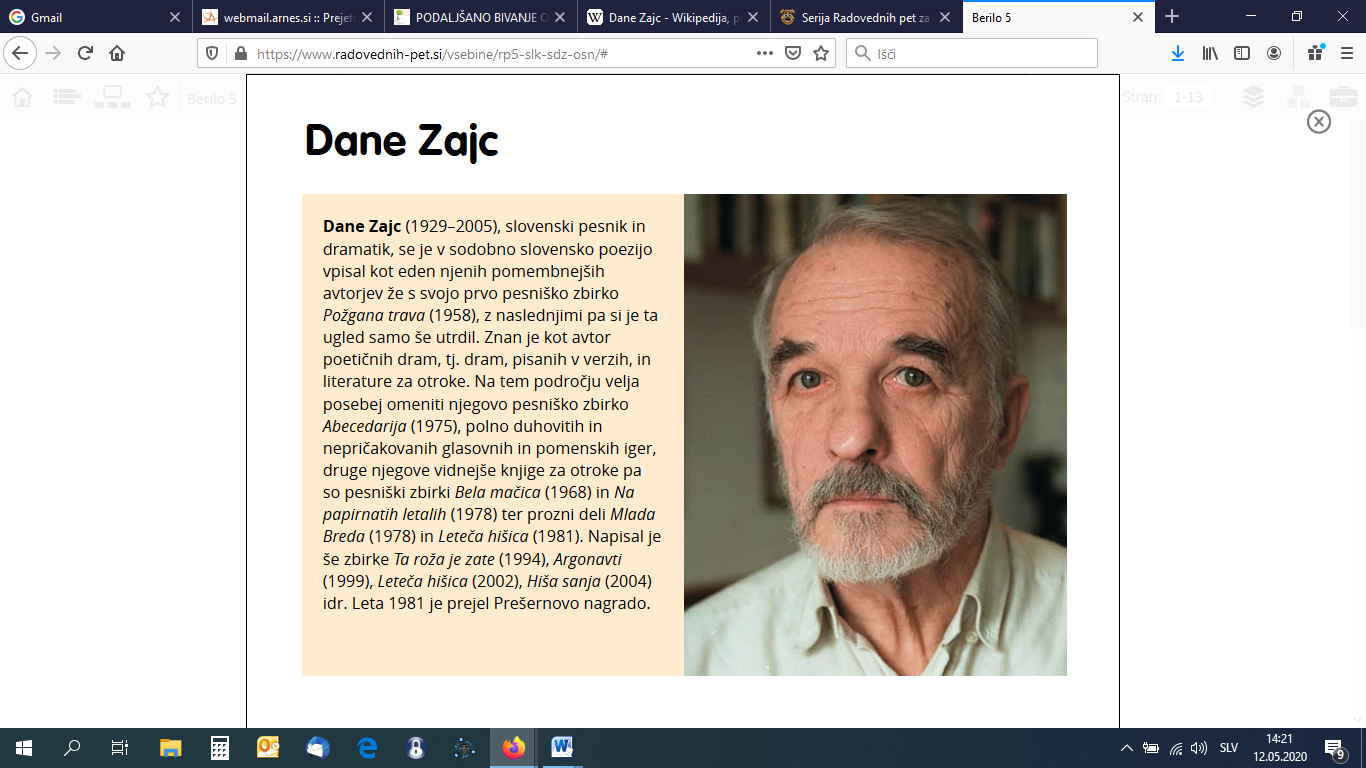 Gmail
webmail.arnes.si :: Prejet
PODALJŠANO BIVANJE O
Dane Zajc - Wikipedija, p
Serija Radovednih pet za
Berilo 5
https://www.radovednih-pet.si/vsebine/rp5-slk-sdz-osn/#
Išči
Berilo 5
Stran: 1-13
Dane Zajc
Dane Zajc (1929–2005), slovenski pesnik in
dramatik, se je v sodobno slovensko poezijo
vpisal kot eden njenih pomembnejših
avtorjev že s svojo prvo pesniško zbirko
Požgana trava (1958), z naslednjimi pa si je ta
ugled samo še utrdil. Znan je kot avtor
poetičnih dram, tj. dram, pisanih v verzih, in
literature za otroke. Na tem področju velja
posebej omeniti njegovo pesniško zbirko
Abecedarija (1975), polno duhovitih in
nepričakovanih glasovnih in pomenskih iger,
druge njegove vidnejše knjige za otroke pa
so pesniški zbirki Bela mačica (1968) in Na
papirnatih letalih (1978) ter prozni deli Mlada
Breda (1978) in Leteča hišica (1981). Napisal je
še zbirke Ta roža je zate (1994), Argonavti
(1999), Leteča hišica (2002), Hiša sanja (2004)
idr. Leta 1981 je prejel Prešernovo nagrado.
SLV
14:21
12.05.2020
9